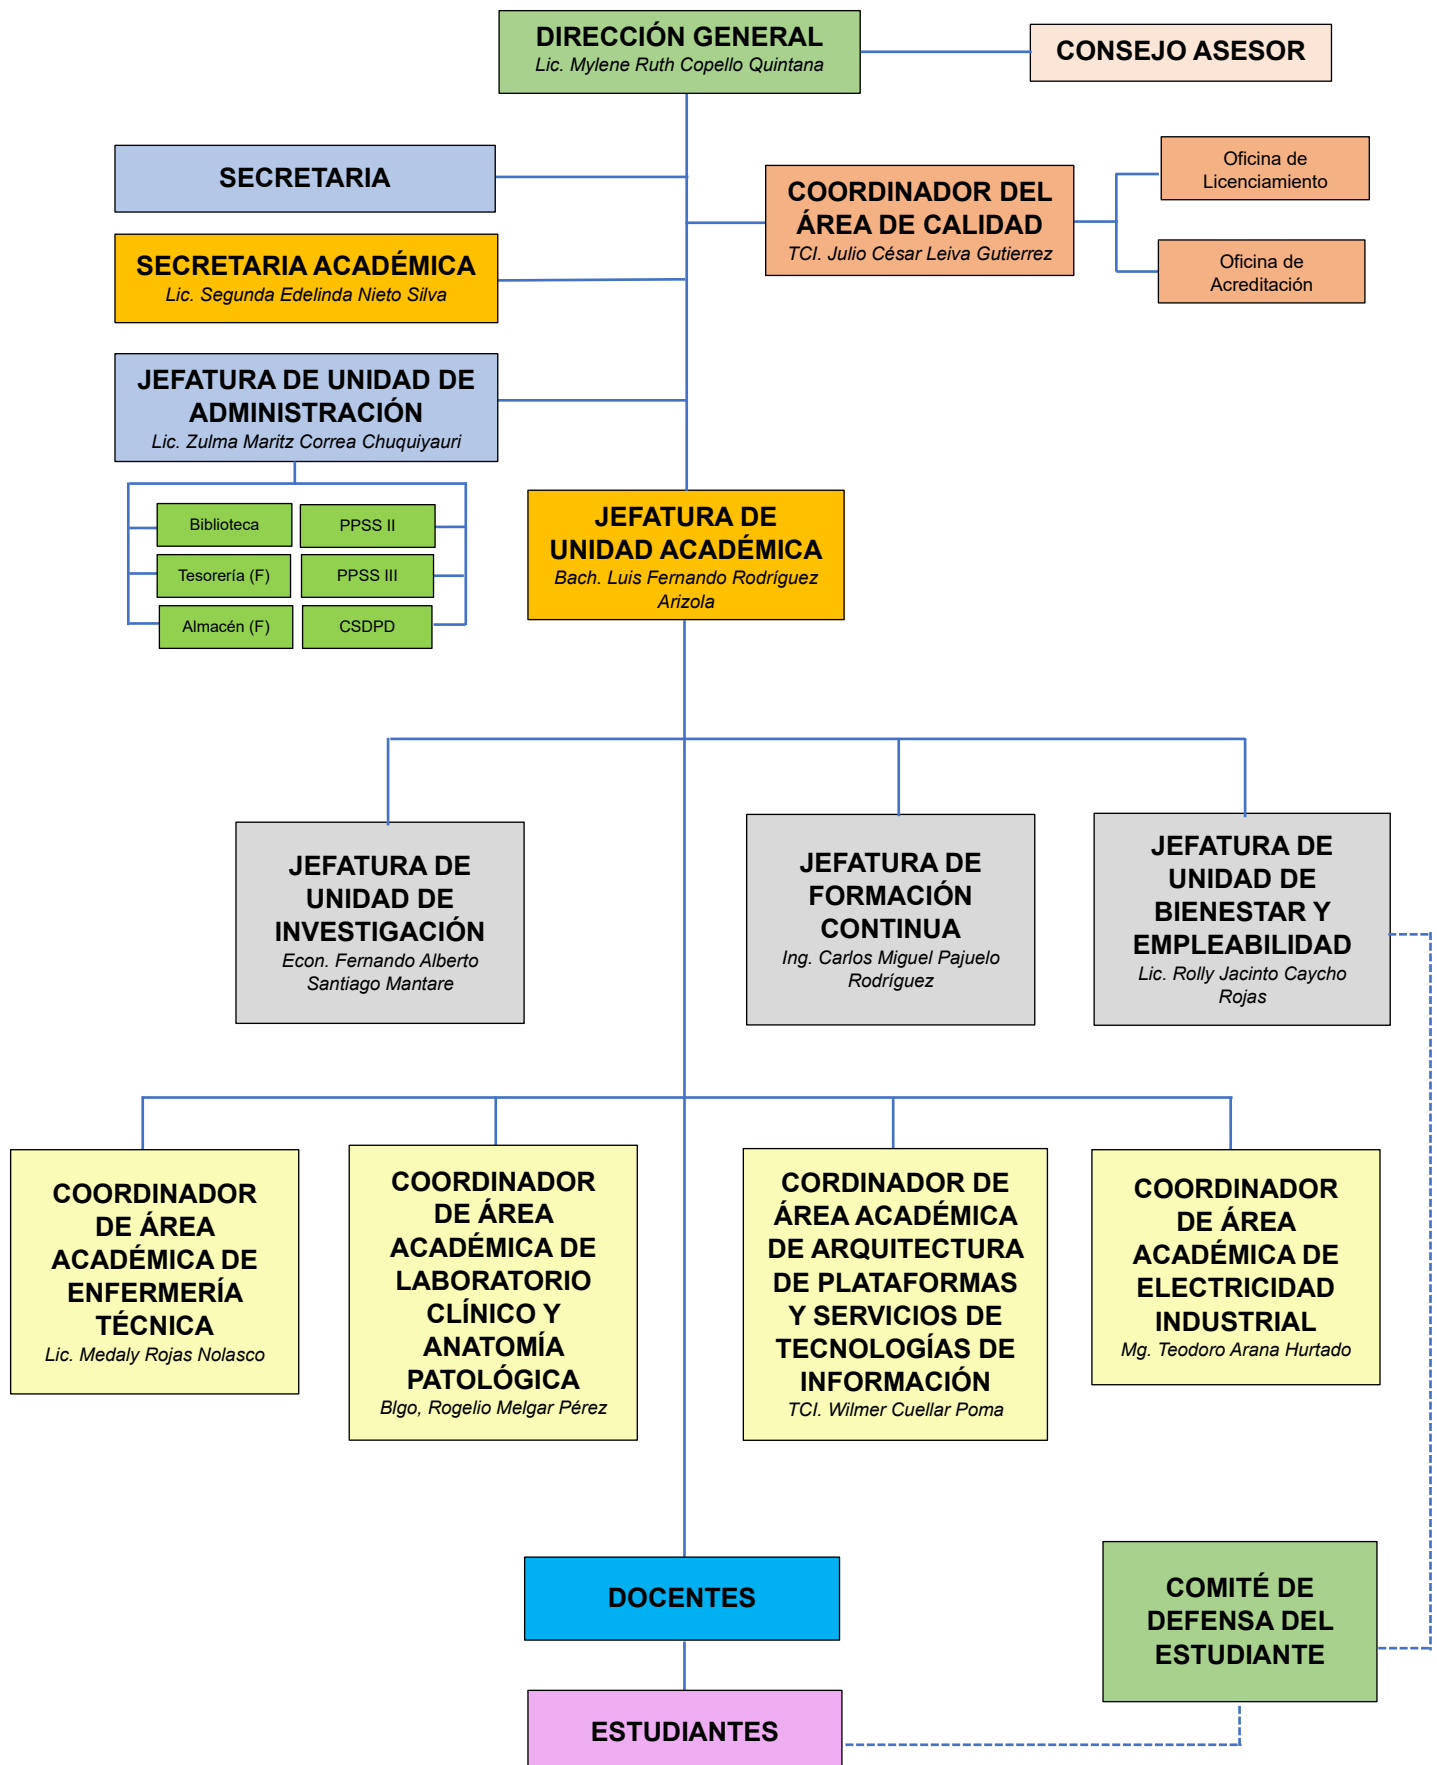 DIRECCIÓN GENERAL
Lic. Mylene Ruth Copello Quintana
CONSEJO ASESOR
SECRETARIA
COORDINADOR DEL
ÁREA DE CALIDAD
TCI. Julio César Leiva Gutierrez
Oficina de
Licenciamiento
Oficina de
Acreditación
SECRETARIA ACADÉMICA
Lic. Segunda Edelinda Nieto Silva
JEFATURA DE UNIDAD DE
ADMINISTRACIÓN
Lic. Zulma Maritz Correa Chuquiyauri
Biblioteca
PPSS II
Tesorería (F)
PPSS III
Almacén (F)
CSDPD
JEFATURA DE
UNIDAD ACADÉMICA
Bach. Luis Fernando Rodríguez
Arizola
JEFATURA DE
UNIDAD DE
INVESTIGACIÓN
Econ. Fernando Alberto
Santiago Mantare
JEFATURA DE
FORMACIÓN
CONTINUA
Ing. Carlos Miguel Pajuelo
Rodríguez
JEFATURA DE
UNIDAD DE
BIENESTAR Y
EMPLEABILIDAD
Lic. Rolly Jacinto Caycho
Rojas
COORDINADOR
DE ÁREA
ACADÉMICA DE
ENFERMERÍA
TÉCNICA
Lic. Medaly Rojas Nolasco
COORDINADOR
DE ÁREA
ACADÉMICA DE
LABORATORIO
CLÍNICO Y
ANATOMÍA
PATOLÓGICA
Blgo, Rogelio Melgar Pérez
CORDINADOR DE
ÁREA ACADÉMICA
DE ARQUITECTURA
DE PLATAFORMAS
Y SERVICIOS DE
TECNOLOGÍAS DE
INFORMACIÓN
TCI. Wilmer Cuellar Poma
COORDINADOR
DE ÁREA
ACADÉMICA DE
ELECTRICIDAD
INDUSTRIAL
Mg. Teodoro Arana Hurtado
DOCENTES
COMITÉ DE
DEFENSA DEL
ESTUDIANTE
ESTUDIANTES